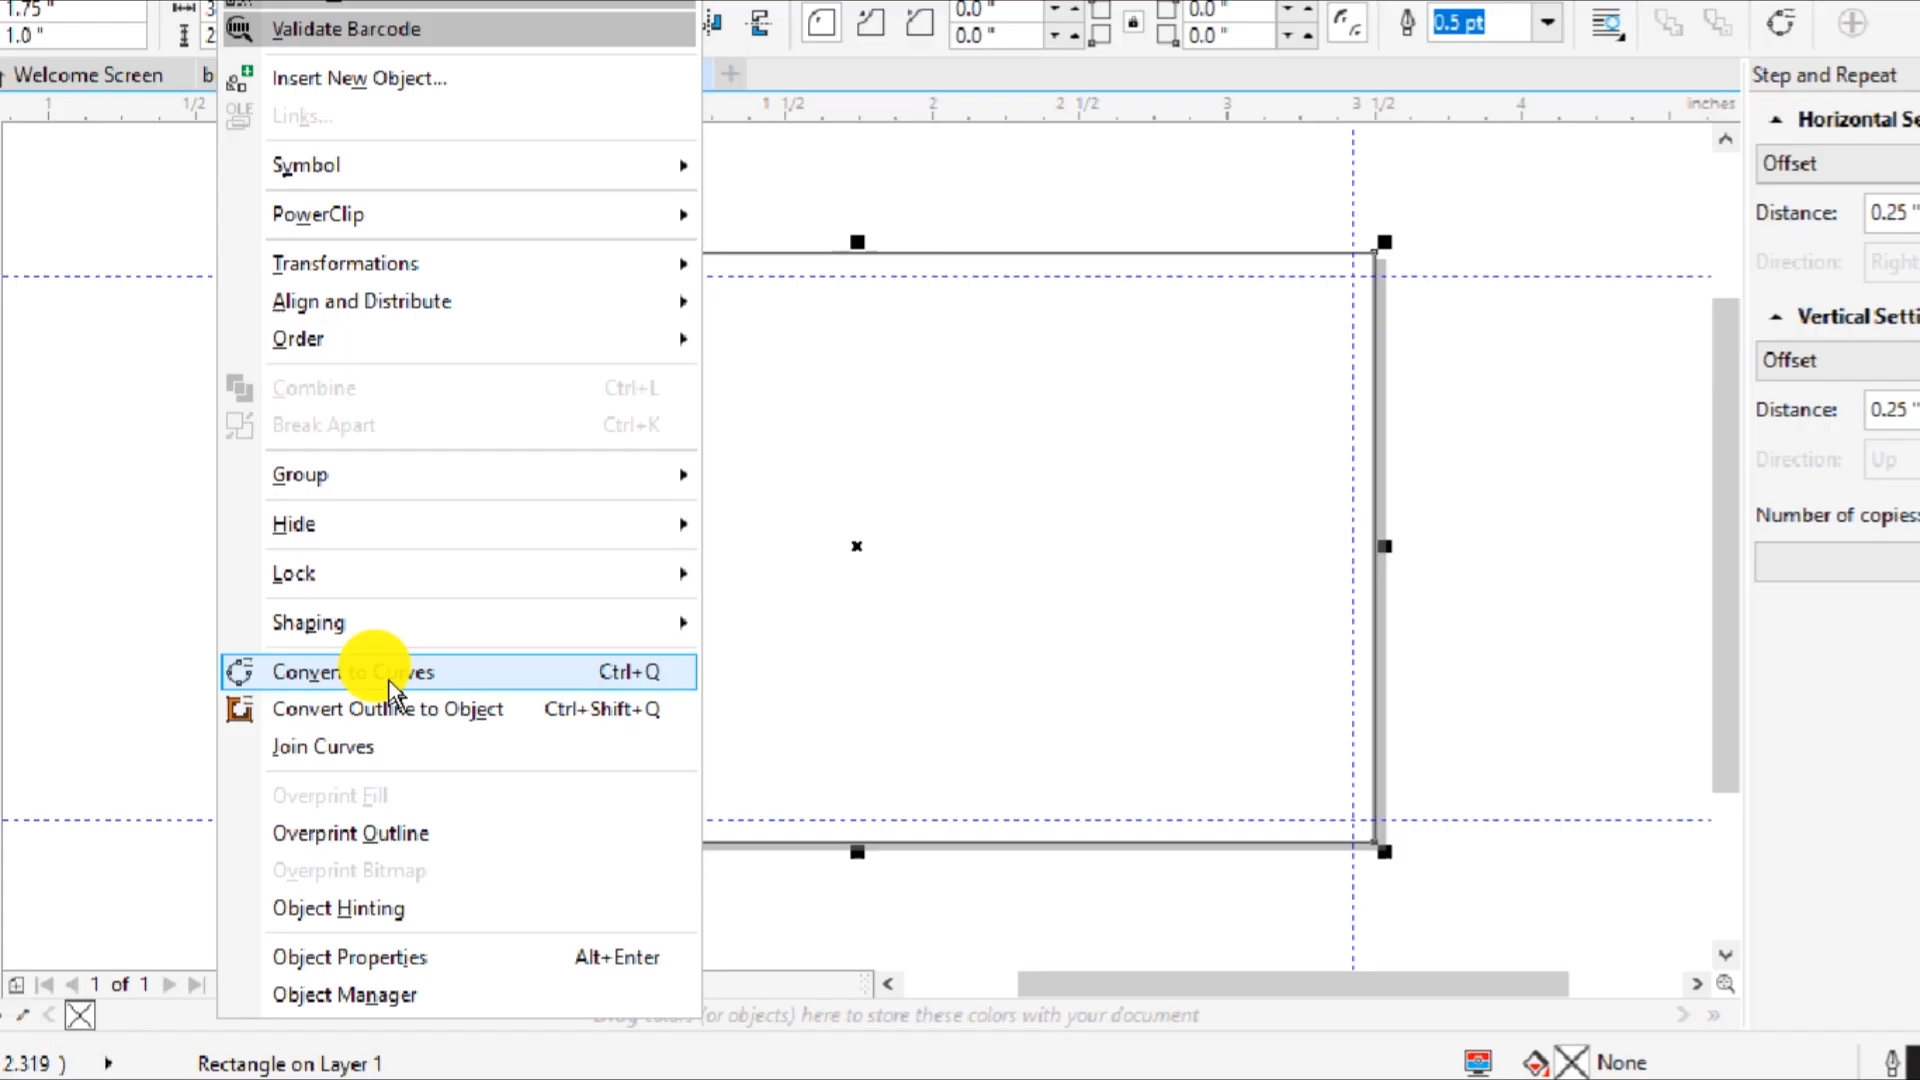 1.75 "
1.0 "
Validate Barcode
0.0 "
0.0 "
0.0 "
0.0 "
0.5 pt
Welcome Screen
b
Insert New Object...
OLE
Links...
1
1/2
1 1/2
2
2 1/2
3
3 1/2
4
inches
Step and Repeat
Horizontal Se
Offset
Distance:
0.25 "
Direction:
Right
Vertical Setti
Offset
Distance:
0.25 "
Direction:
Up
Number of copies:
Symbol
PowerClip
Transformations
Align and Distribute
Order
Combine Ctrl+L
Break Apart Ctrl+K
Group
Hide
Lock
Shaping
Convert to Curves Ctrl+Q
Convert Outline to Object Ctrl+Shift+Q
Join Curves
Overprint Fill
Overprint Outline
Overprint Bitmap
Object Hinting
Object Properties Alt+Enter
Object Manager
1 of 1
(or objects) here to store these colors with your document
2.319 )
Rectangle on Layer 1
None